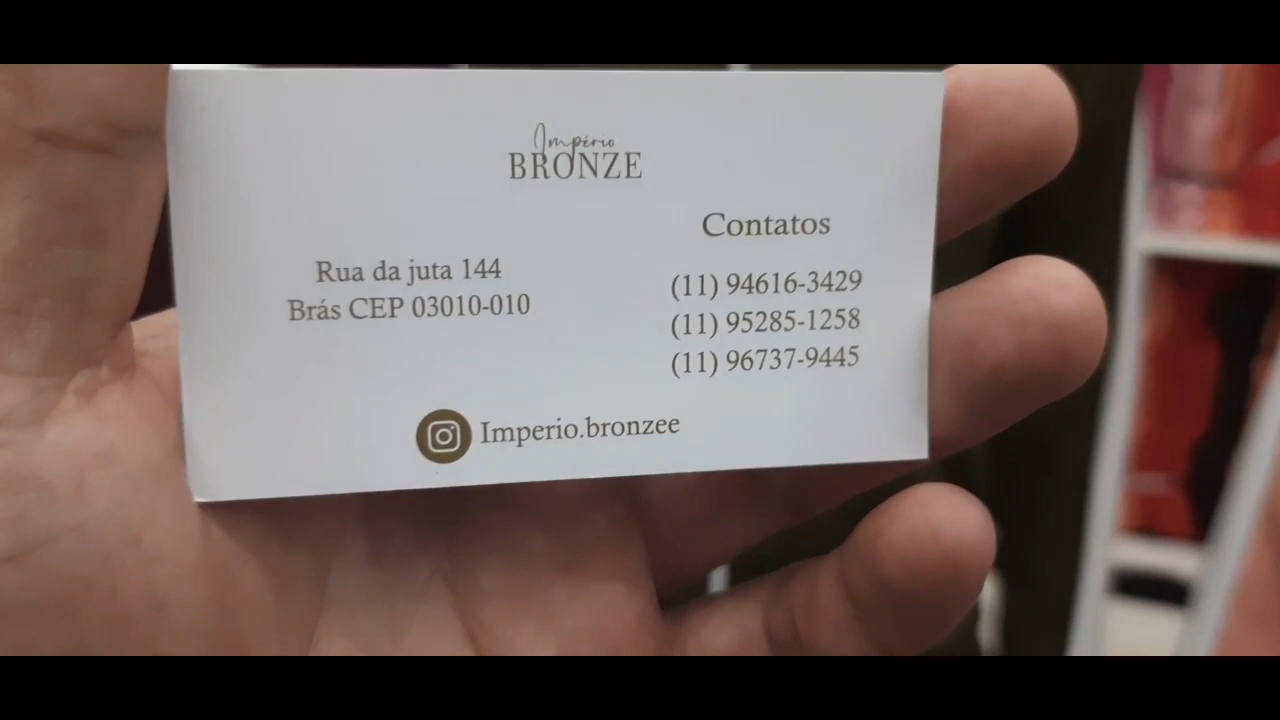 Império
BRONZE
Rua da juta 144
Brás CEP 03010-010
Contatos
(11) 94616-3429
(11) 95285-1258
(11) 96737-9445
Imperio.bronzee